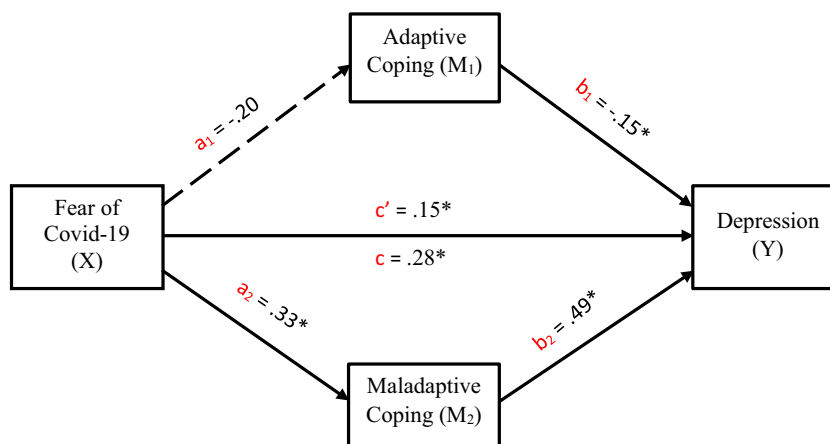 Adaptive
Coping (M₁)
a₁ = -.20
b₁ = -.15*
Fear of
Covid-19
(X)
c’ = .15*
c = .28*
Depression
(Y)
a₂ = .33*
b₂ = .49*
Maladaptive
Coping (M₂)